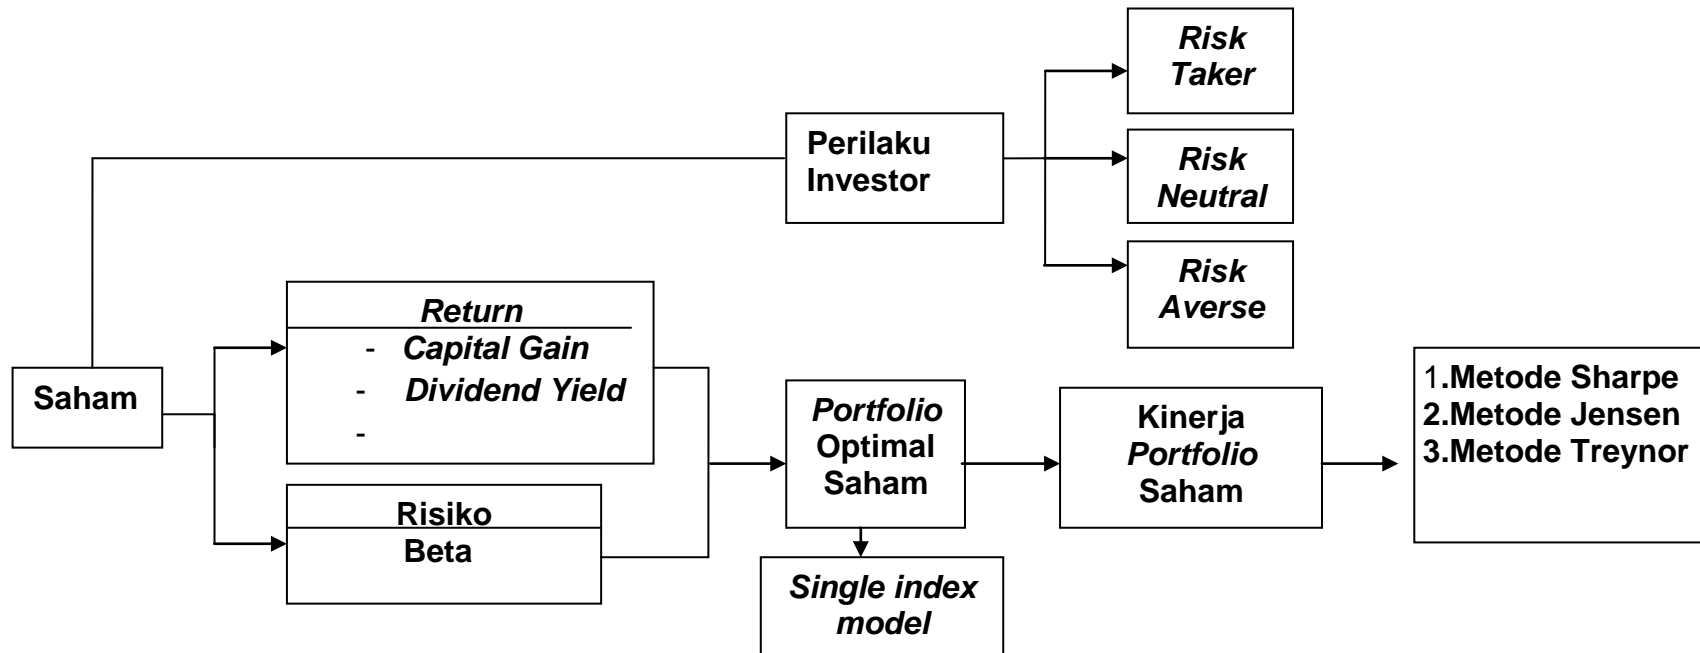 Risk
Taker
Perilaku
Investor
Risk
Neutral
Risk
Averse
Saham
Return
- Capital Gain
- Dividend Yield
-
Risiko
Beta
Portfolio
Optimal
Saham
Single index
model
Kinerja
Portfolio
Saham
1.Metode Sharpe
2.Metode Jensen
3.Metode Treynor